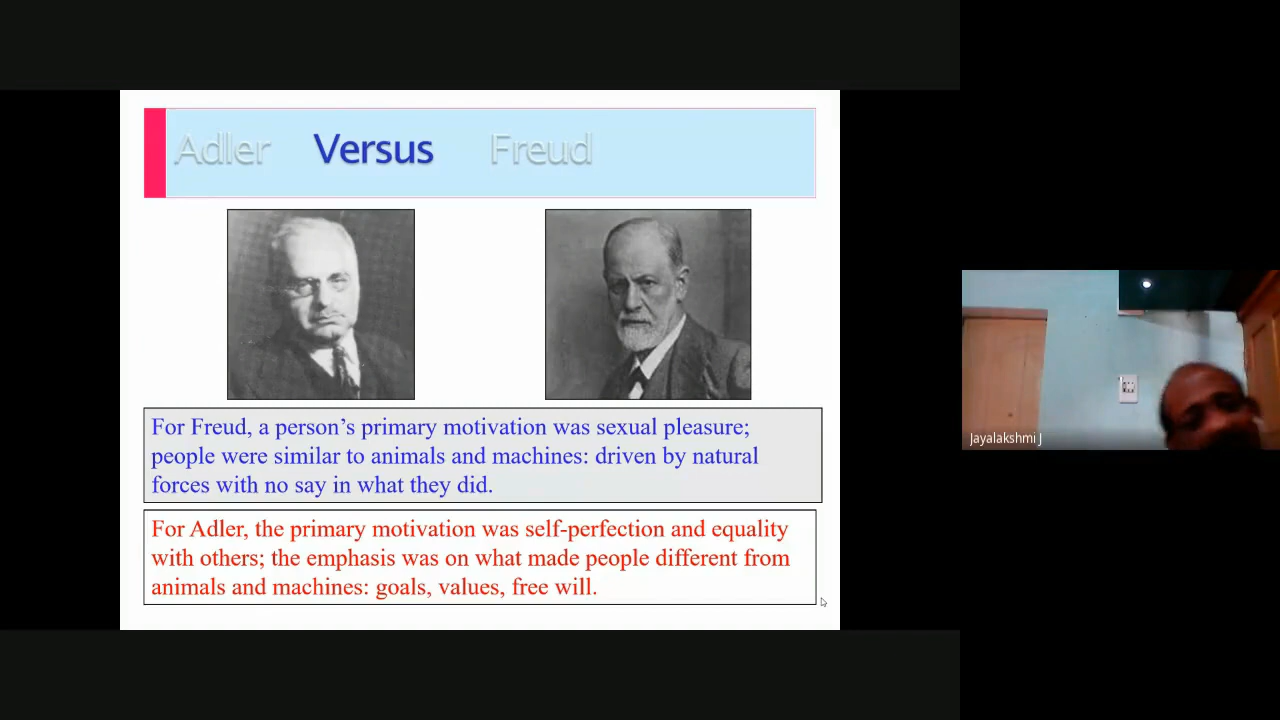 Adler Versus Freud
For Freud, a person’s primary motivation was sexual pleasure;
people were similar to animals and machines: driven by natural
forces with no say in what they did.
For Adler, the primary motivation was self-perfection and equality
with others; the emphasis was on what made people different from
animals and machines: goals, values, free will.
Jayalakshmi J